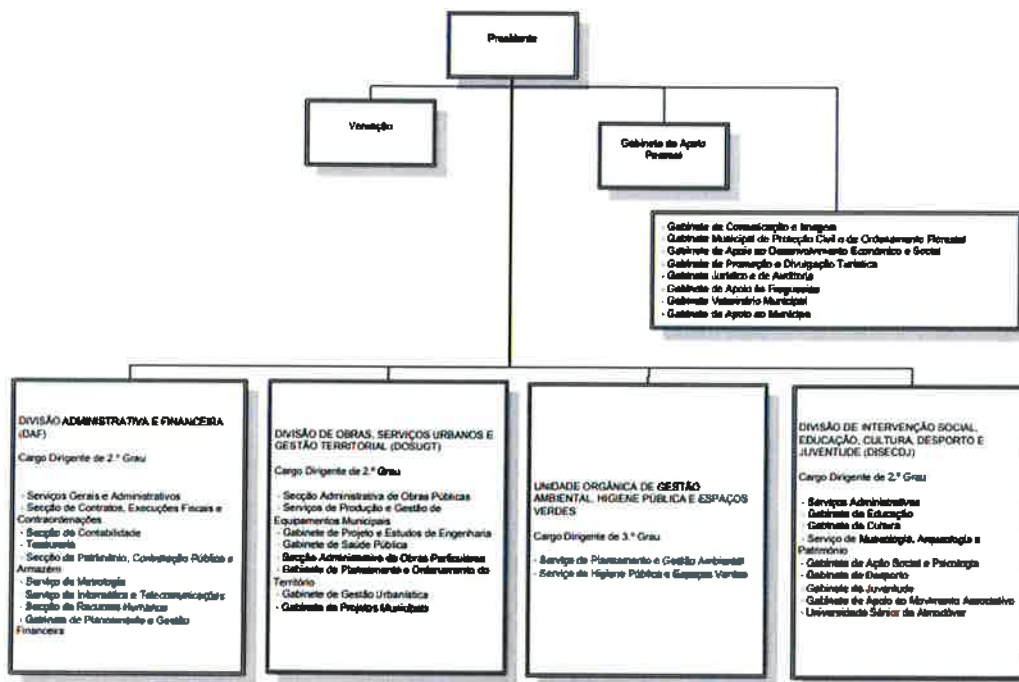 Presidente
Vereação
Gabinete de Apoio
Pessoal
- Gabinete de Comunicação e Imagem
- Gabinete Municipal de Proteção Civil e de Ordenamento Florestal
- Gabinete de Apoio ao Desenvolvimento Económico e Social
- Gabinete de Promoção e Divulgação Turística
- Gabinete Jurídico e de Auditoria
- Gabinete de Apoio às Freguesias
- Gabinete Veterinário Municipal
- Gabinete de Apoio ao Munícipe
DIVISÃO ADMINISTRATIVA E FINANCEIRA
(DAF)
Cargo Dirigente de 2.º Grau
- Serviços Gerais e Administrativos
- Secção de Contratos, Execuções Fiscais e
Contraordenações
- Secção de Contabilidade
- Tesouraria
- Secção de Património, Contratação Pública e
Armazém
- Serviço de Metrologia
- Serviço de Informática e Telecomunicações
- Secção de Recursos Humanos
- Gabinete de Planeamento e Gestão
Financeira
DIVISÃO DE OBRAS, SERVIÇOS URBANOS E
GESTÃO TERRITORIAL (DOSUGT)
Cargo Dirigente de 2.º Grau
- Secção Administrativa de Obras Públicas
- Serviços de Produção e Gestão de
Equipamentos Municipais
- Gabinete de Projeto e Estudos de Engenharia
- Gabinete de Saúde Pública
- Secção Administrativa de Obras Particulares
- Gabinete de Planeamento e Ordenamento do
Território
- Gabinete de Gestão Urbanística
- Gabinete de Projetos Municipais
UNIDADE ORGÂNICA DE GESTÃO
AMBIENTAL, HIGIENE PÚBLICA E ESPAÇOS
VERDES
Cargo Dirigente de 3.º Grau
- Serviço de Planeamento e Gestão Ambiental
- Serviço de Higiene Pública e Espaços Verdes
DIVISÃO DE INTERVENÇÃO SOCIAL,
EDUCAÇÃO, CULTURA, DESPORTO E
JUVENTUDE (DISECDJ)
Cargo Dirigente de 2.º Grau
- Serviços Administrativos
- Gabinete de Educação
- Gabinete de Cultura
- Serviço de Museologia, Arqueologia e
Património
- Gabinete de Ação Social e Psicologia
- Gabinete de Desporto
- Gabinete de Juventude
- Gabinete de Apoio ao Movimento Associativo
- Universidade Sénior de Almodôvar